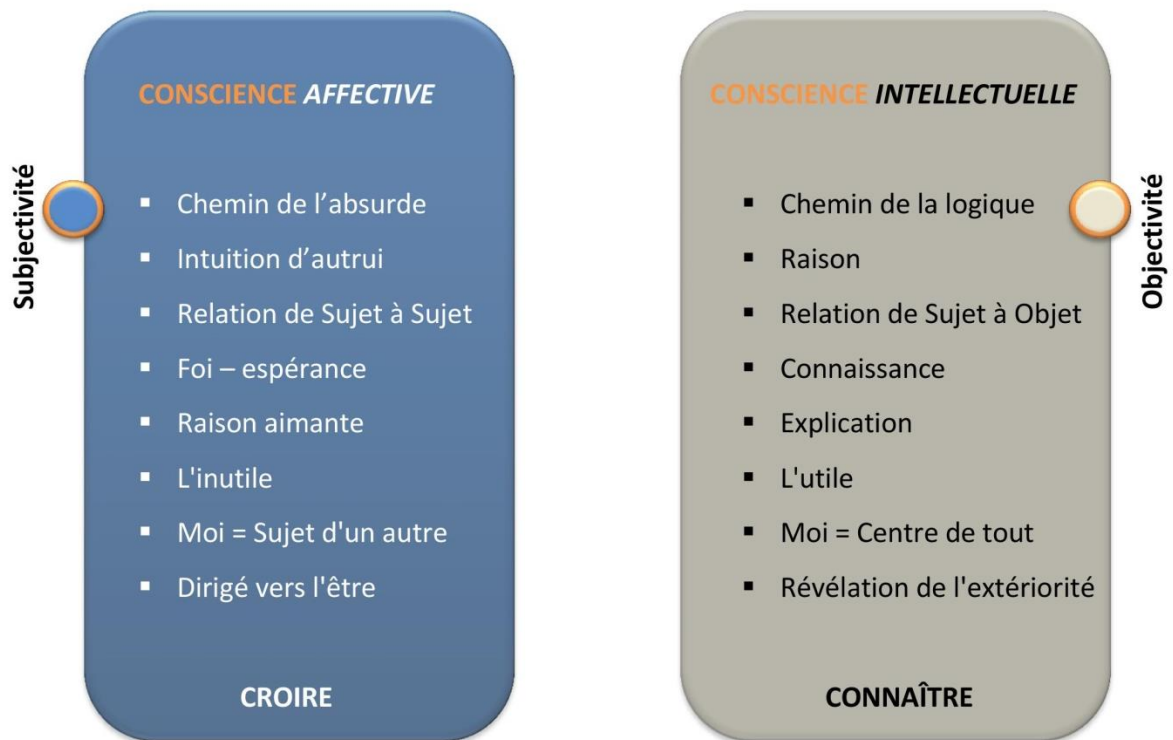 Subjectivité
CONSCIENCE AFFECTIVE
▪ Chemin de l’absurde
▪ Intuition d’autrui
▪ Relation de Sujet à Sujet
▪ Foi – espérance
▪ Raison aimante
▪ L'inutile
▪ Moi = Sujet d'un autre
▪ Dirigé vers l'être
CROIRE
CONSCIENCE INTELLECTUELLE
▪ Chemin de la logique
▪ Raison
▪ Relation de Sujet à Objet
▪ Connaissance
▪ Explication
▪ L'utile
▪ Moi = Centre de tout
▪ Révélation de l'extériorité
CONNAÎTRE
Objectivité